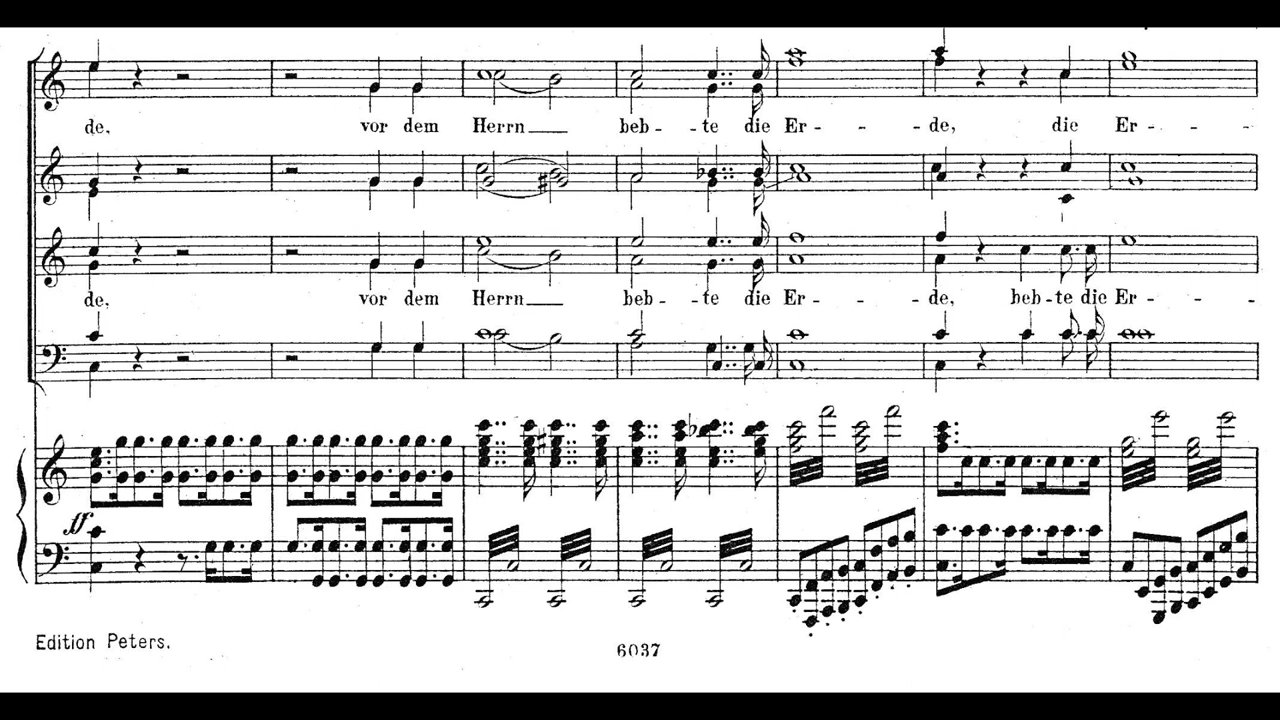 de, vor dem Herrn beb - te die Er - - - de, die Er - - -
de, vor dem Herrn beb - te die Er - - - de, beb - te die Er - - -
ff
Edition Peters.
6037